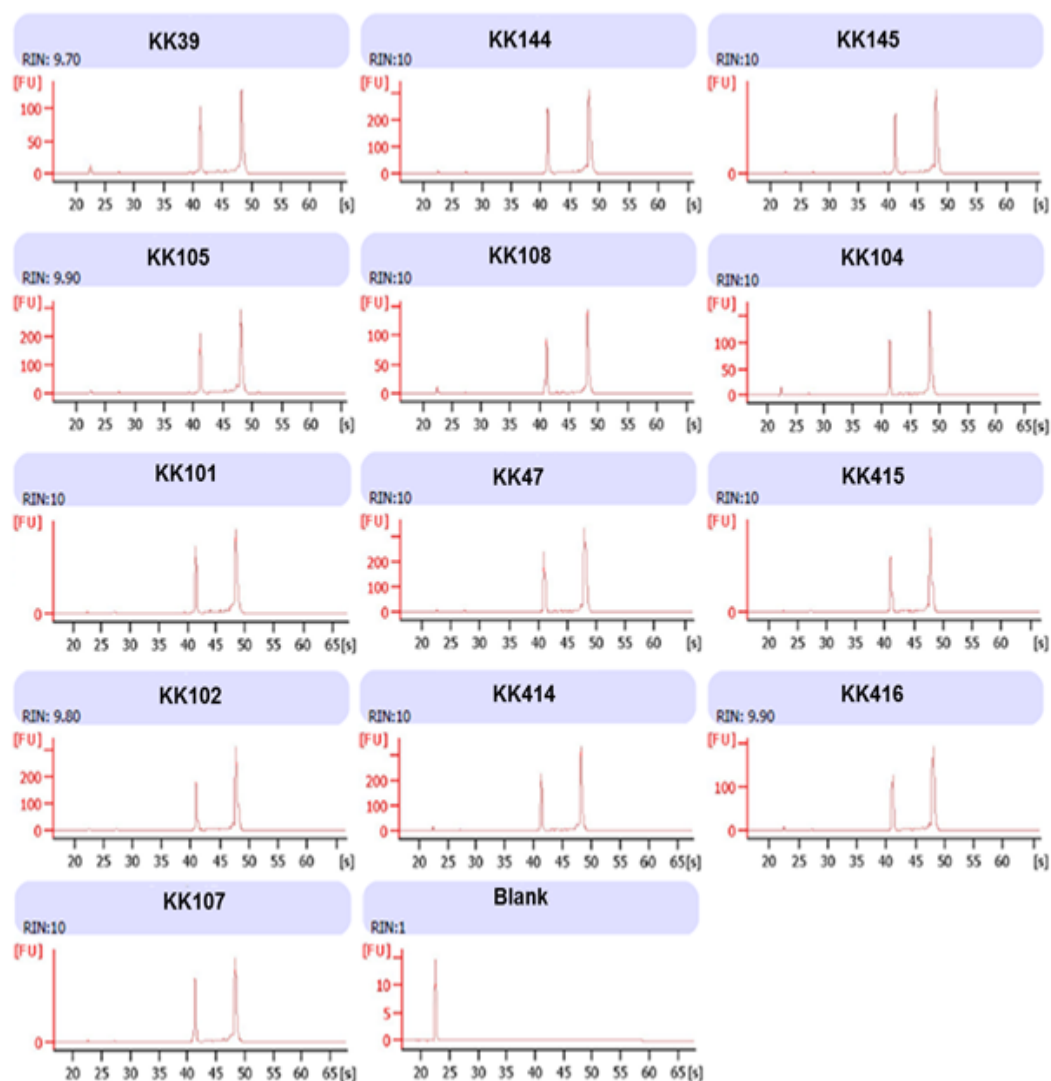 KK39 KK144 KK145
RIN: 9.70 RIN:10 RIN:10
[FU] [FU] [FU]
100 200
50 100
0 0 0
20 25 30 35 40 45 50 55 60 [s] 20 25 30 35 40 45 50 55 60 [s] 20 25 30 35 40 45 50 55 60 [s]
KK105 KK108 KK104
RIN: 9.90 RIN:10 RIN:10
[FU] [FU] [FU]
200 100 100
100 50 50
0 0 0
20 25 30 35 40 45 50 55 60 [s] 20 25 30 35 40 45 50 55 60 [s] 20 25 30 35 40 45 50 55 60 65[s]
KK101 KK47 KK415
RIN:10 RIN:10 RIN:10
[FU] [FU] [FU]
200
100
0 0 0
20 25 30 35 40 45 50 55 60 65[s] 20 25 30 35 40 45 50 55 60 [s] 20 25 30 35 40 45 50 55 60 [s]
KK102 KK414 KK416
RIN: 9.80 RIN:10 RIN: 9.90
[FU] [FU] [FU]
200 200
100 100 100
0 0 0
20 25 30 35 40 45 50 55 60 [s] 20 25 30 35 40 45 50 55 60 65[s] 20 25 30 35 40 45 50 55 60 [s]
KK107 Blank
RIN:10 RIN:1
[FU] [FU]
10
5
0 0
20 25 30 35 40 45 50 55 60 65[s] 20 25 30 35 40 45 50 55 60 65[s]